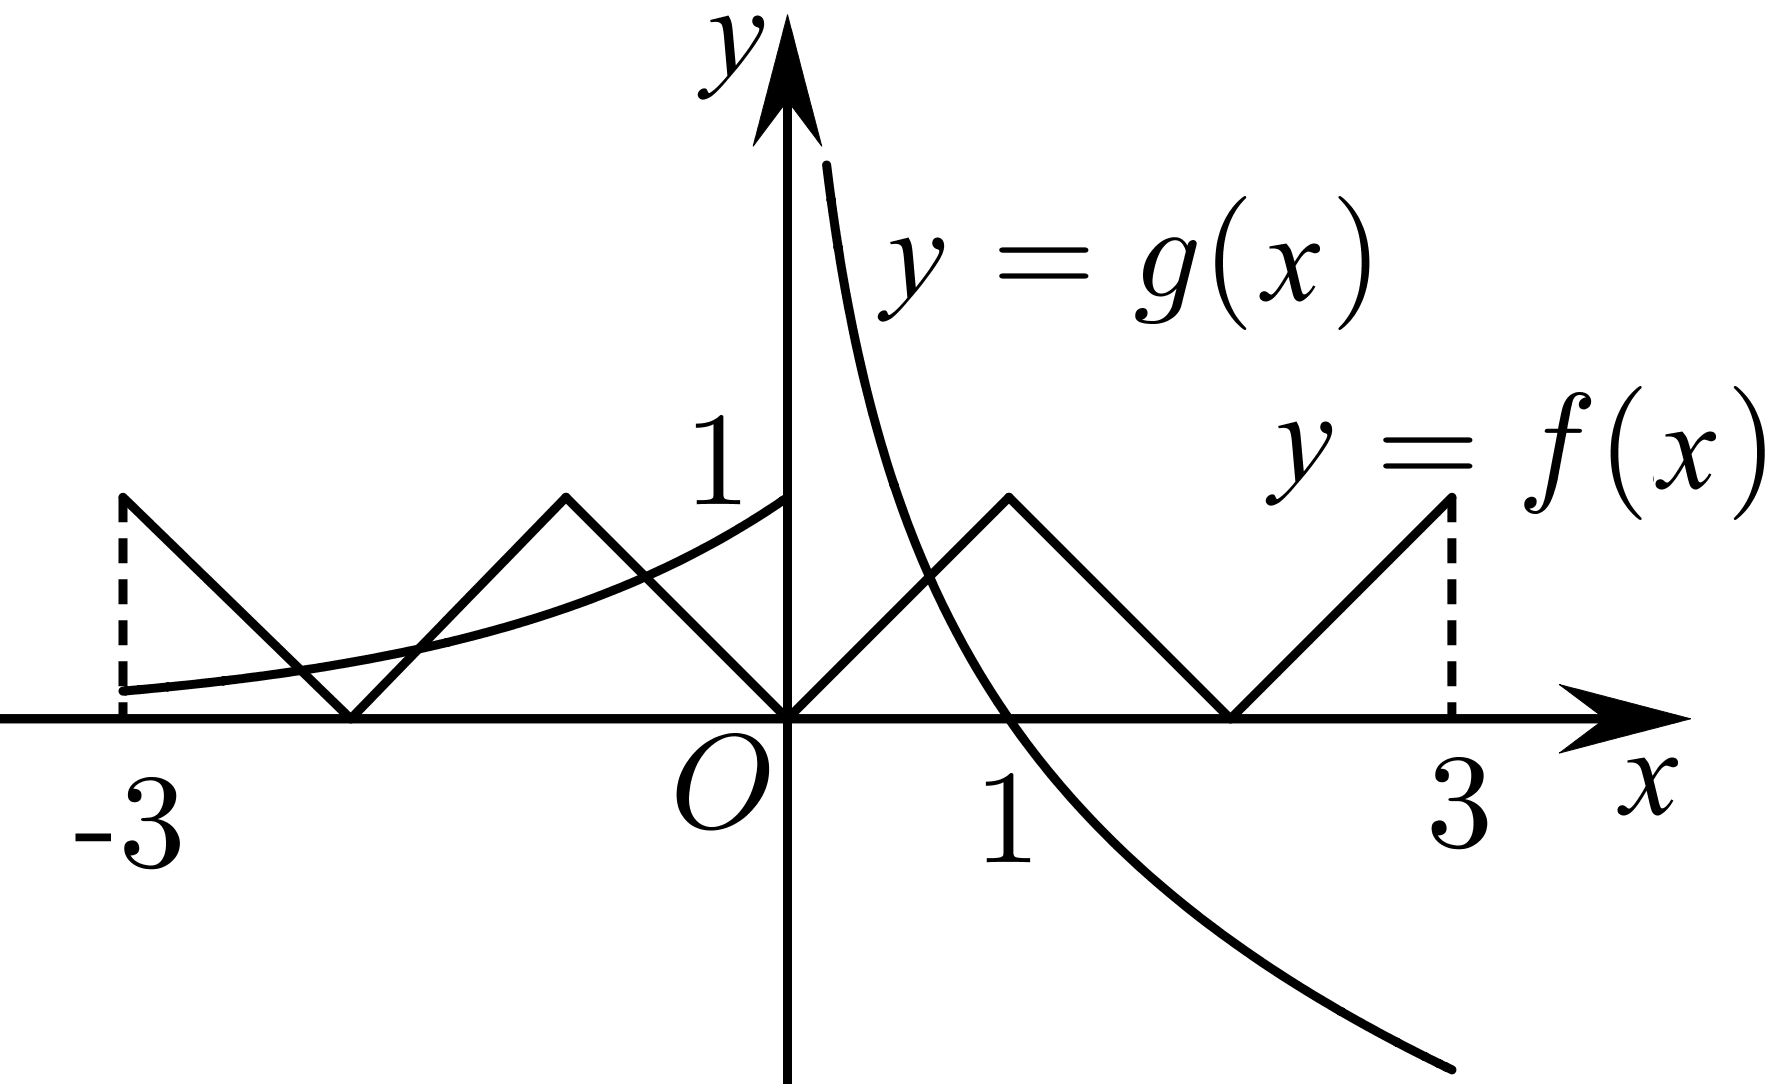 y
y = g(x)
y = f(x)
1
-3
O
1
3
x